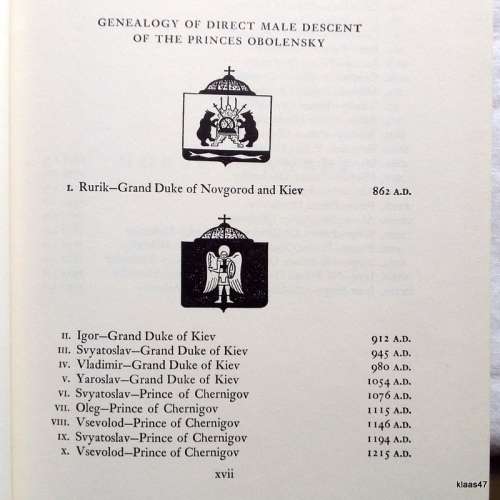 GENEALOGY OF DIRECT MALE DESCENT
OF THE PRINCES OBOLENSKY
I. Rurik—Grand Duke of Novgorod and Kiev 862 A.D.
II. Igor—Grand Duke of Kiev 912 A.D.
III. Svyatoslav—Grand Duke of Kiev 945 A.D.
IV. Vladimir—Grand Duke of Kiev 980 A.D.
V. Yaroslav—Grand Duke of Kiev 1054 A.D.
VI. Svyatoslav—Prince of Chernigov 1076 A.D.
VII. Oleg—Prince of Chernigov 1115 A.D.
VIII. Vsevolod—Prince of Chernigov 1146 A.D.
IX. Svyatoslav—Prince of Chernigov 1194 A.D.
X. Vsevolod—Prince of Chernigov 1215 A.D.
xvii
klaas47